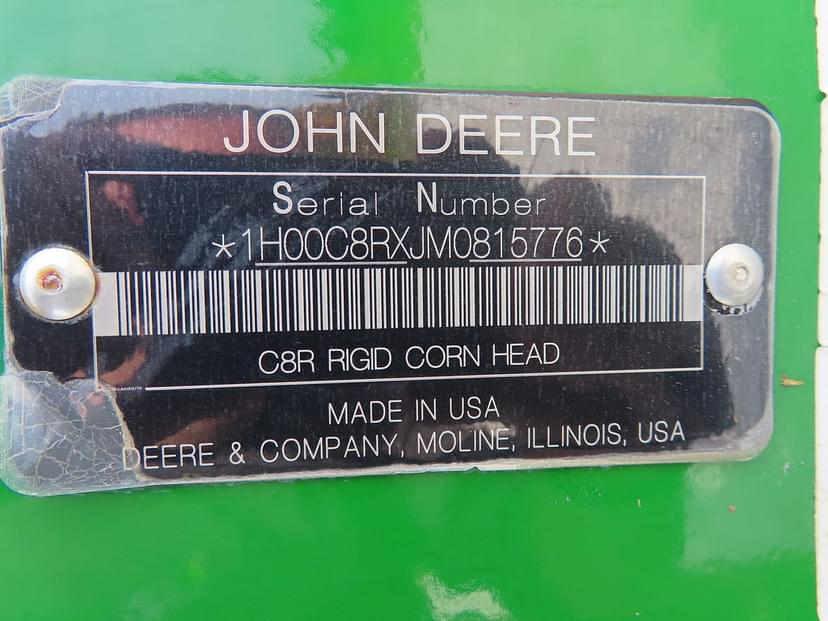 JOHN DEERE
Serial Number
*1H00C8RXJM0815776*
C8R RIGID CORN HEAD
MADE IN USA
DEERE & COMPANY, MOLINE, ILLINOIS, USA